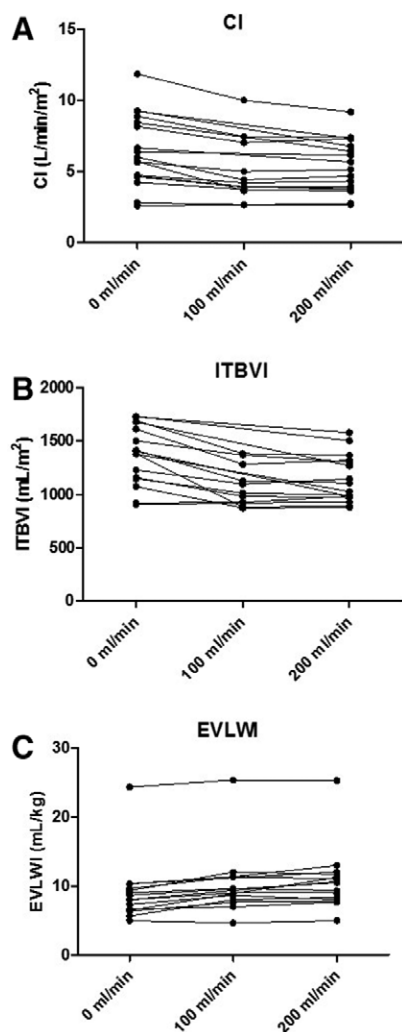 A
CI
CI (L/min/m²)
15
10
5
0
0 ml/min
100 ml/min
200 ml/min
B
ITBVI
ITBVI (mL/m²)
2000
1500
1000
500
0
0 ml/min
100 ml/min
200 ml/min
C
EVLWI
EVLWI (mL/kg)
30
20
10
0
0 ml/min
100 ml/min
200 ml/min